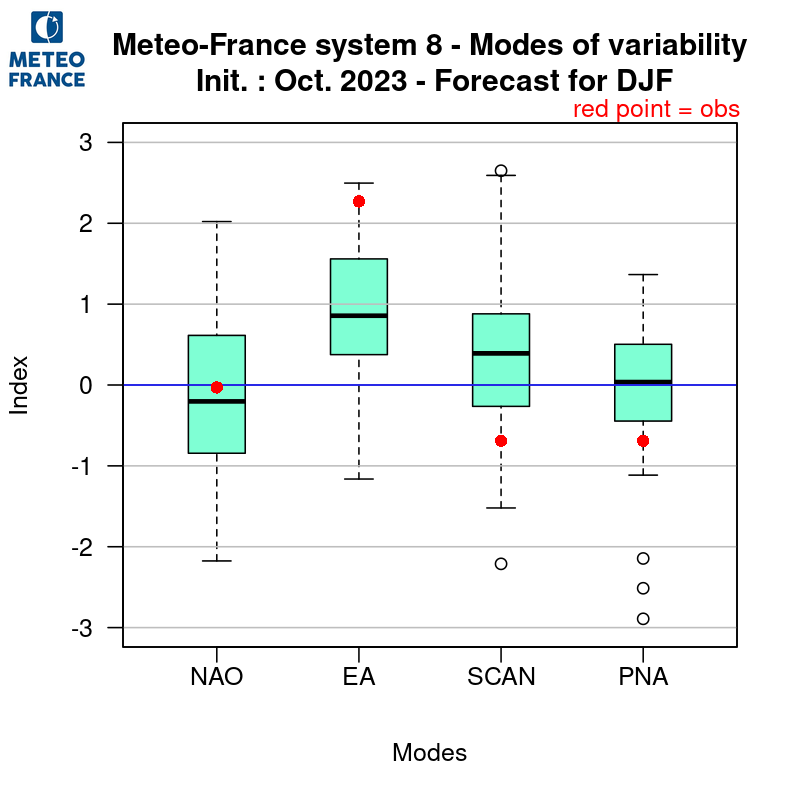 METEO
FRANCE
Meteo-France system 8 - Modes of variability
Init. : Oct. 2023 - Forecast for DJF
red point = obs
3
2
1
0
-1
-2
-3
Index
NAO EA SCAN PNA
Modes